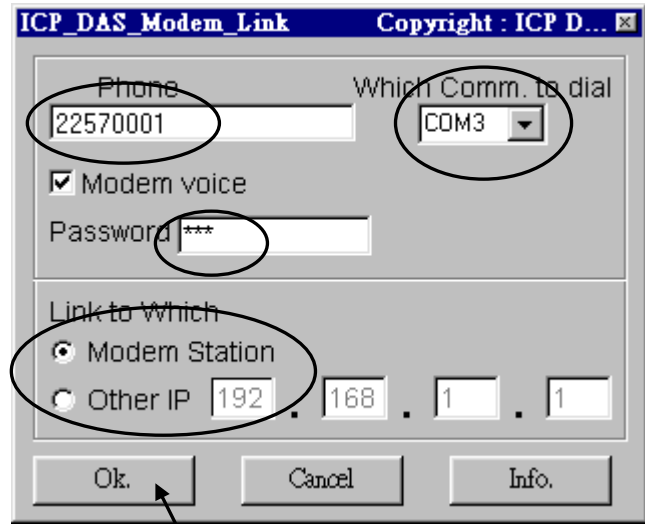 ICP_DAS_Modem_Link Copyright : ICP D...
Phone Which Comm. to dial
22570001 COM3
Modem voice
Password ***
Link to Which
Modem Station
Other IP 192 . 168 . 1 . 1
Ok. Cancel Info.